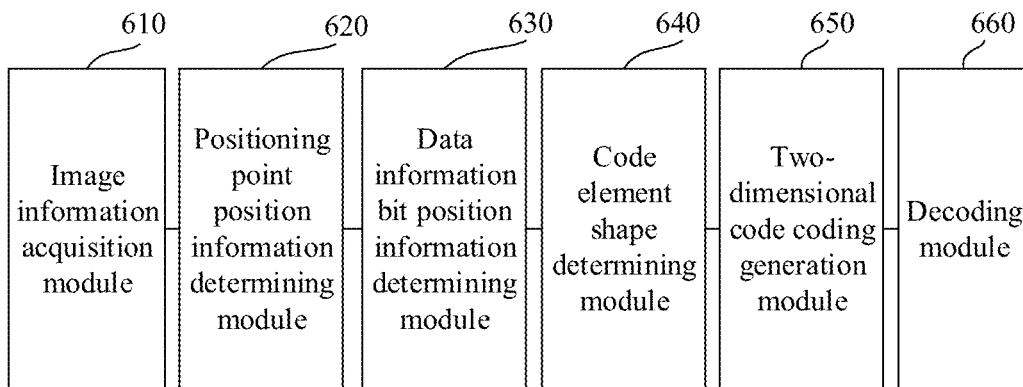 610
620
630
640
650
660
Image
information
acquisition
module
Positioning
point
position
information
determining
module
Data
information
bit position
information
determining
module
Code
element
shape
determining
module
Two-
dimensional
code coding
generation
module
Decoding
module